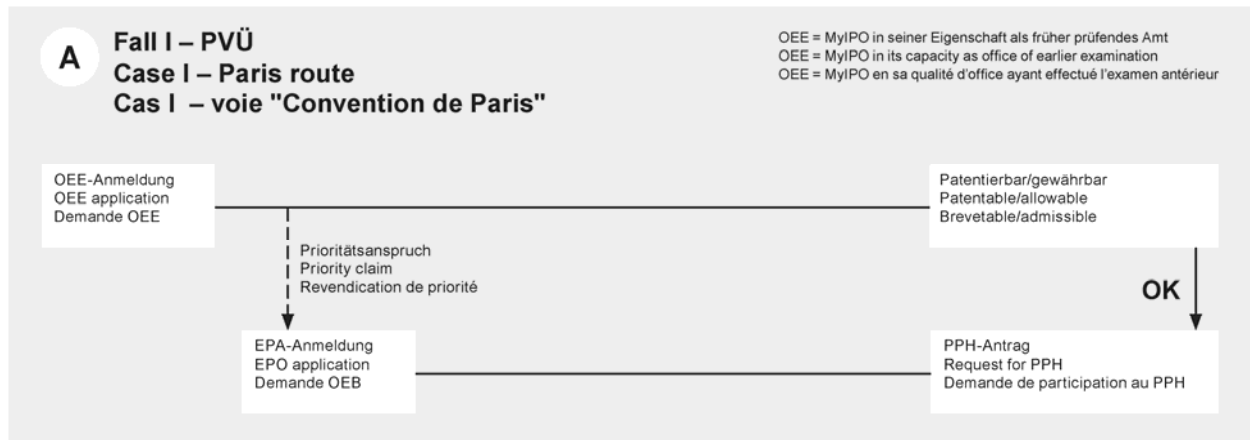 A
Fall I – PVÜ
Case I – Paris route
Cas I – voie "Convention de Paris"
OEE = MyIPO in seiner Eigenschaft als früher prüfendes Amt
OEE = MyIPO in its capacity as office of earlier examination
OEE = MyIPO en sa qualité d'office ayant effectué l'examen antérieur
OEE-Anmeldung
OEE application
Demande OEE
Patentierbar/gewährbar
Patentable/allowable
Brevetable/admissible
Prioritätsanspruch
Priority claim
Revendication de priorité
OK
EPA-Anmeldung
EPO application
Demande OEB
PPH-Antrag
Request for PPH
Demande de participation au PPH